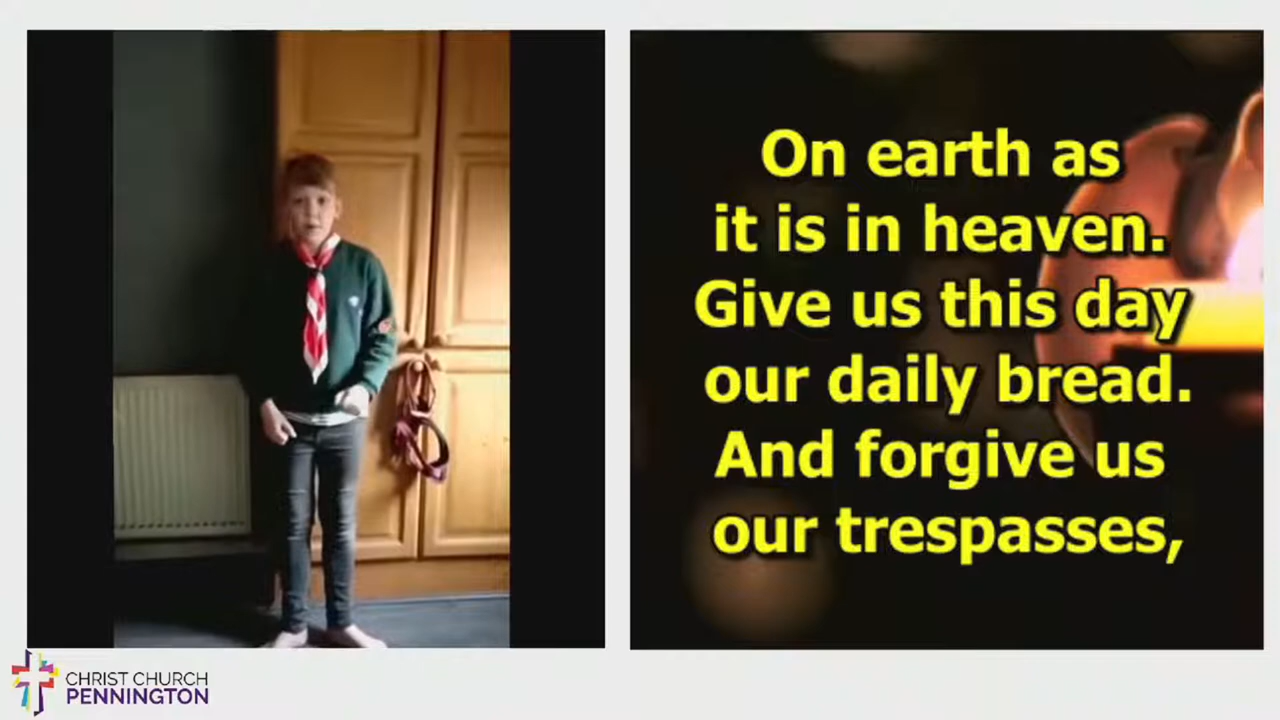 On earth as
it is in heaven.
Give us this day
our daily bread.
And forgive us
our trespasses,
CHRIST CHURCH
PENNINGTON